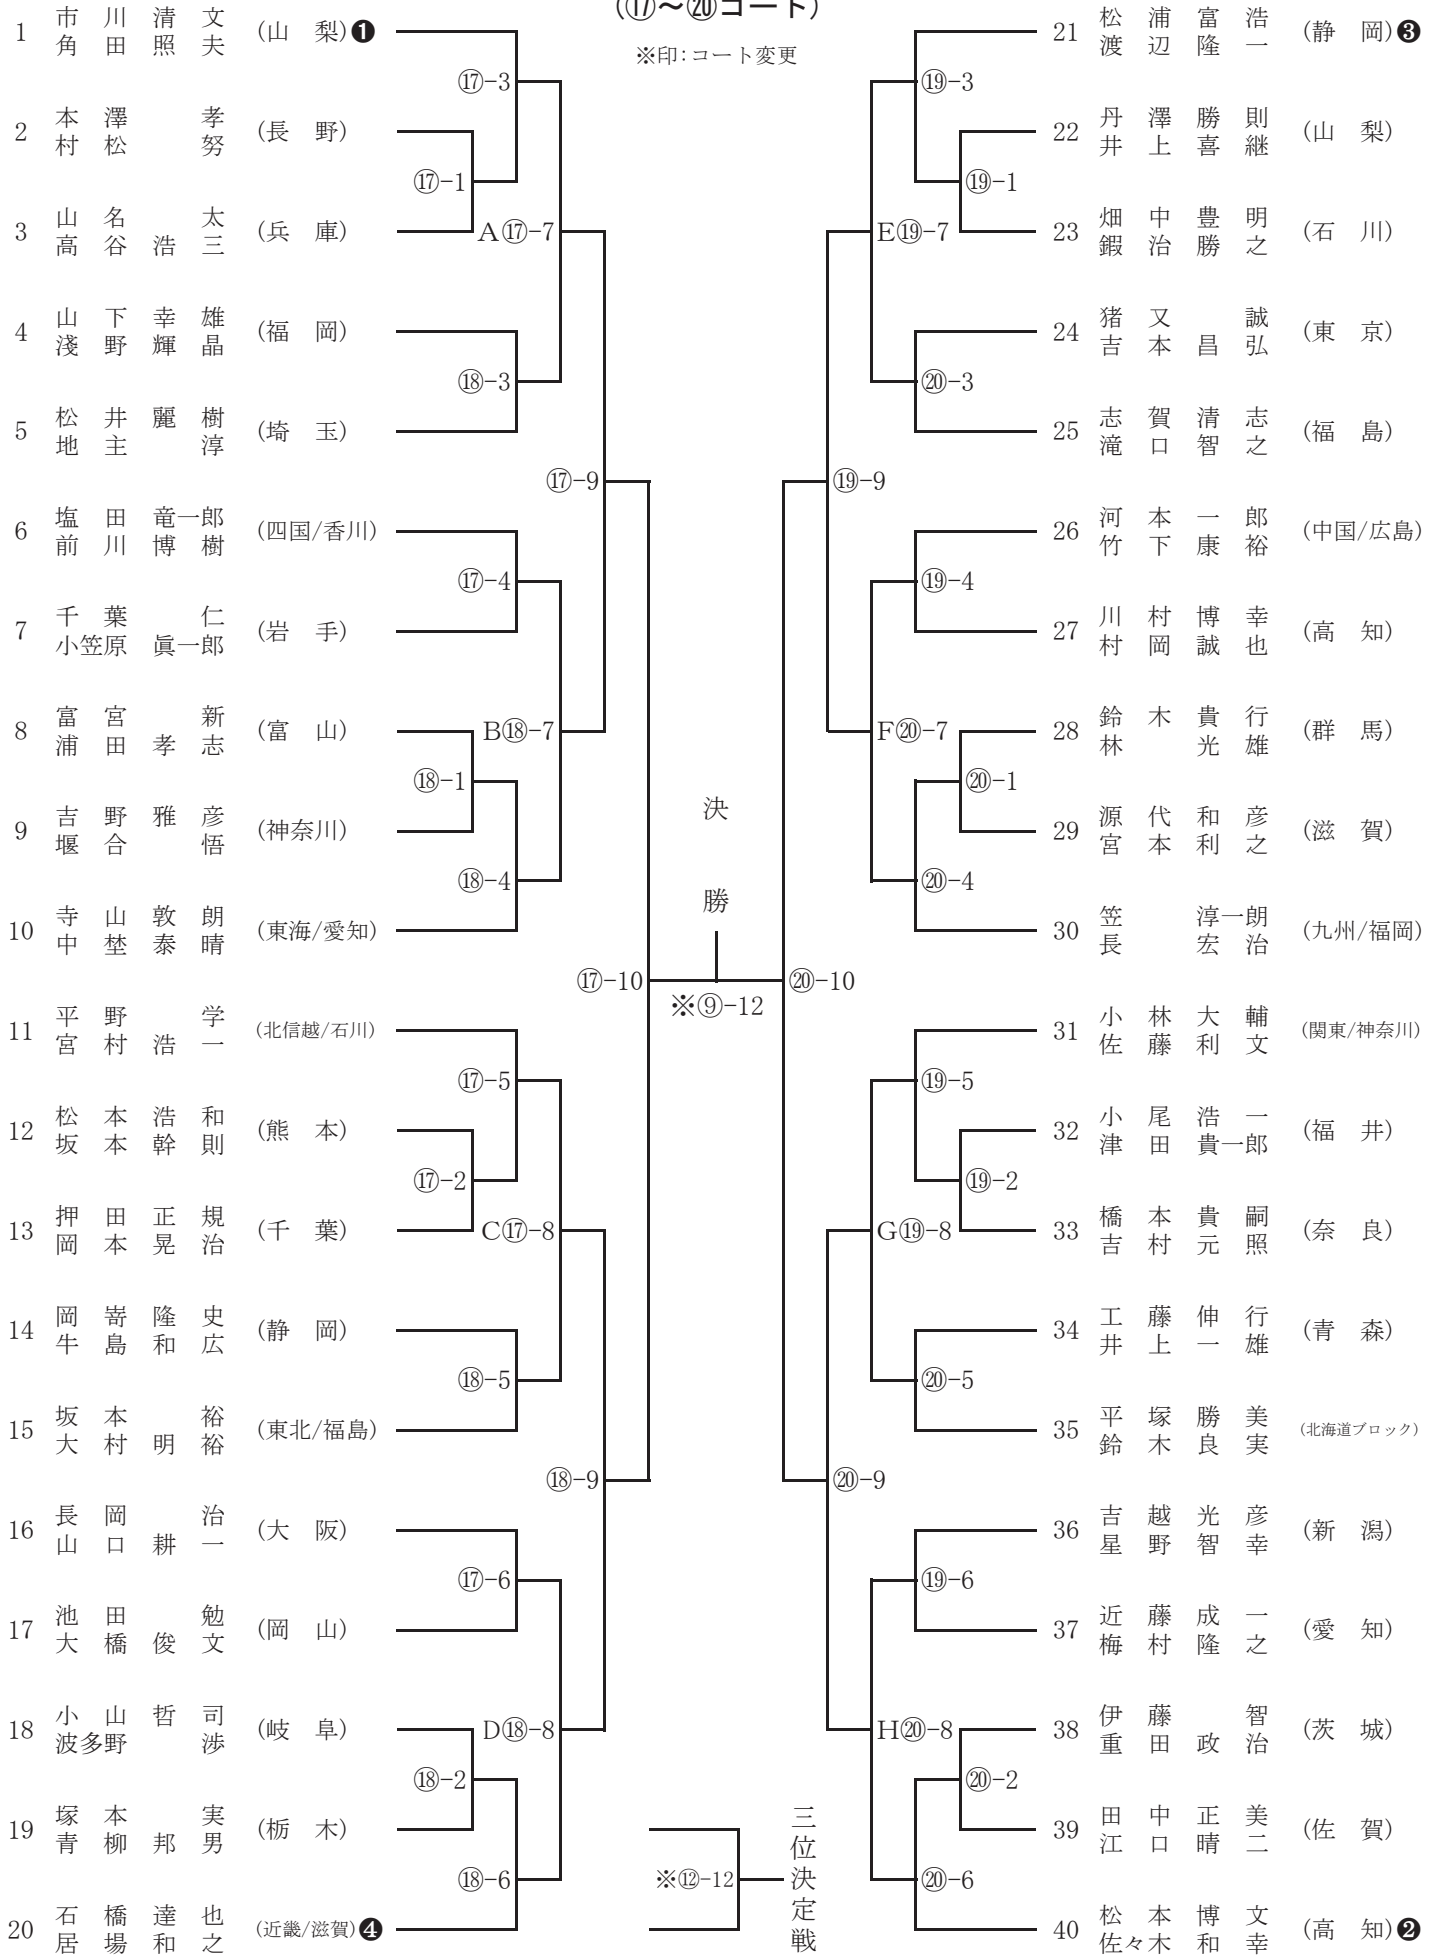 (⑰～⑳コート)
※印：コート変更
1 市川清文 (山梨)❶
角田照夫
⑰-3
2 本澤孝 (長野)
村松努
⑰-1
3 山名太 (兵庫)
高谷浩三
A⑰-7
4 山下幸雄 (福岡)
淺野輝晶
⑱-3
5 松井麗樹 (埼玉)
地主淳
⑰-9
6 塩田竜一郎 (四国/香川)
前川博樹
⑰-4
7 千葉仁 (岩手)
小笠原眞一郎
8 富宮新 (富山)
浦田孝志
B⑱-7
⑱-1
9 吉野雅彦 (神奈川)
堰合悟
⑱-4
10 寺山敦朗 (東海/愛知)
中埜泰晴
⑰-10
11 平野学 (北信越/石川)
宮村浩一
⑰-5
12 松本浩和 (熊本)
坂本幹則
⑰-2
13 押田正規 (千葉)
岡本晃治
C⑰-8
14 岡嵜隆史 (静岡)
牛島和広
⑱-5
15 坂本裕 (東北/福島)
大村明裕
⑱-9
16 長岡治 (大阪)
山口耕一
⑰-6
17 池田勉 (岡山)
大橋俊文
18 小山哲司 (岐阜)
波多野渉
D⑱-8
⑱-2
19 塚本実 (栃木)
青柳邦男
⑱-6
20 石橋達也 (近畿/滋賀)❹
居場和之
決勝
※⑨-12
三位決定戦
※⑫-12
21 松浦富浩 (静岡)❸
渡辺隆一
⑲-3
22 丹澤勝則 (山梨)
井上喜継
⑲-1
23 畑中豊明 (石川)
鍜治勝之
E⑲-7
24 猪又誠 (東京)
吉本昌弘
⑳-3
25 志賀清志 (福島)
滝口智之
⑲-9
26 河本一郎 (中国/広島)
竹下康裕
⑲-4
27 川村博幸 (高知)
村岡誠也
28 鈴木貴行 (群馬)
林光雄
F⑳-7
⑳-1
29 源代和彦 (滋賀)
宮本利之
⑳-4
30 笠淳一朗 (九州/福岡)
長宏治
⑳-10
31 小林大輔 (関東/神奈川)
佐藤利文
⑲-5
32 小尾浩一 (福井)
津田貴一郎
⑲-2
33 橋本貴嗣 (奈良)
吉村元照
G⑲-8
34 工藤伸行 (青森)
井上一雄
⑳-5
35 平塚勝美 (北海道ブロック)
鈴木良実
⑳-9
36 吉越光彦 (新潟)
星野智幸
⑲-6
37 近藤成一 (愛知)
梅村隆之
38 伊藤智 (茨城)
重田政治
H⑳-8
⑳-2
39 田中正美 (佐賀)
江口晴二
⑳-6
40 松本博文 (高知)❷
佐々木和幸